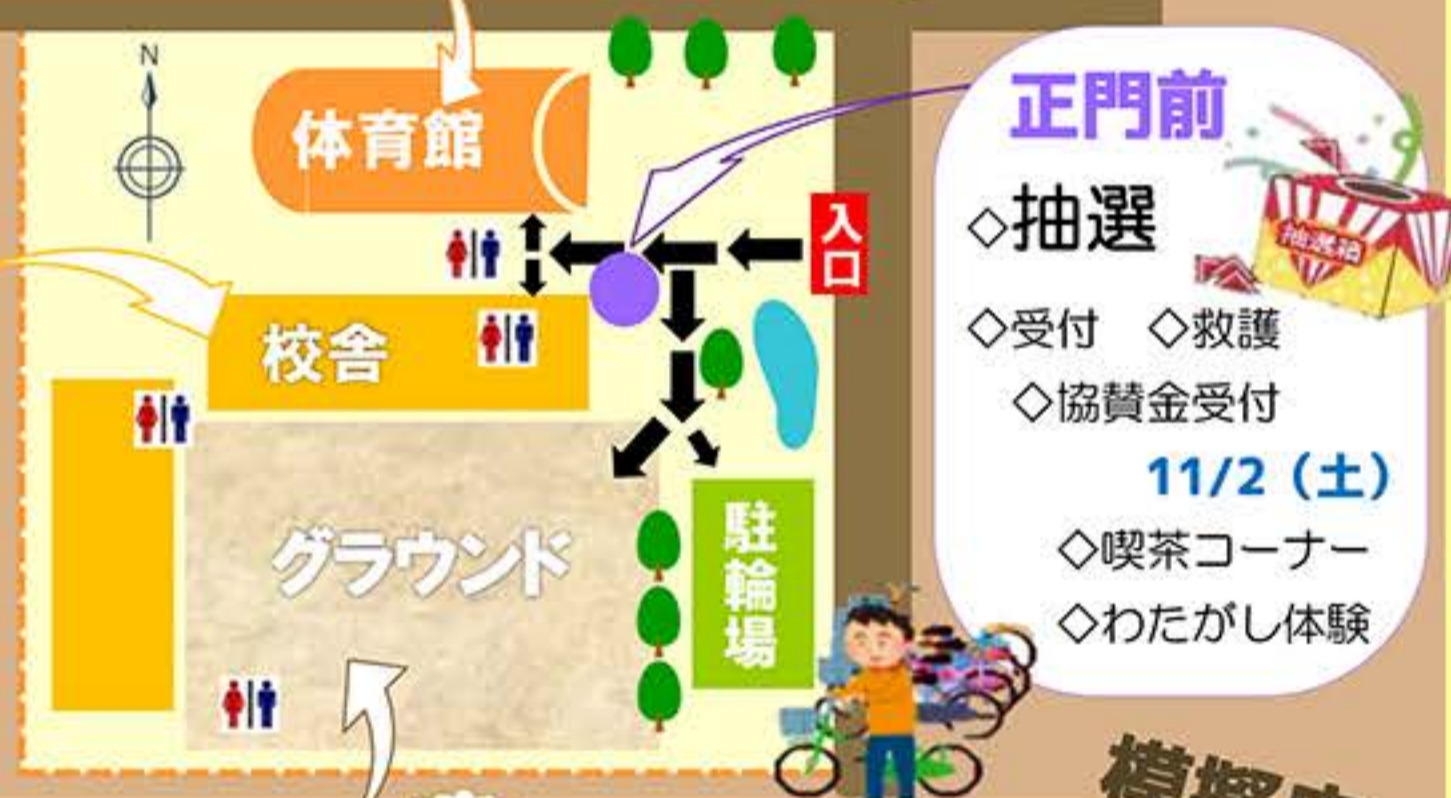 N
体育館
入口
校舎
グラウンド
駐輪場
正門前
◇抽選
抽選箱
◇受付　◇救護
◇協賛金受付
11/2（土）
◇喫茶コーナー
◇わたがし体験
模擬